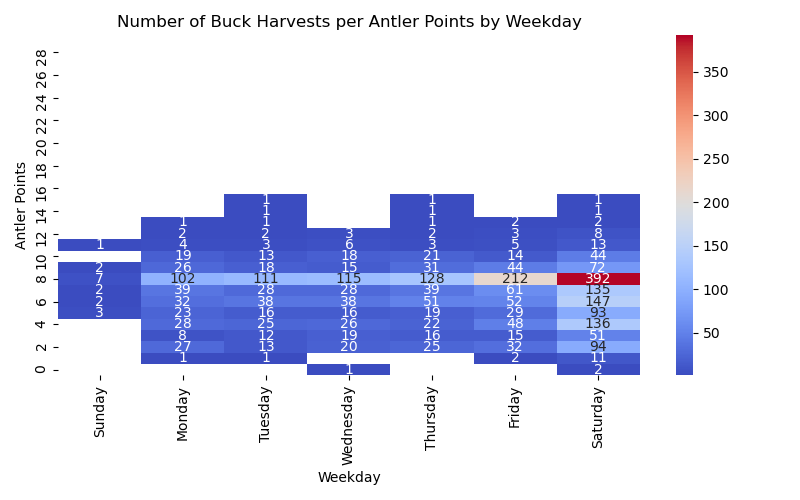 Number of Buck Harvests per Antler Points by Weekday
Antler Points
28
26
24
22
20
18
16
14
12
10
8
6
4
2
0
1 1 1
1 1 2
1 1 1 2 2
2 2 3 2 3 8
1 4 3 6 3 5 13
19 13 18 21 14 44
2 26 18 15 31 44 72
7 102 111 115 128 212 392
2 39 28 28 39 61 135
2 32 38 38 51 52 147
3 23 16 16 19 29 93
28 25 26 22 48 136
8 12 19 16 15 51
27 13 20 25 32 94
1 1 2 11
1 2
Sunday
Monday
Tuesday
Wednesday
Thursday
Friday
Saturday
Weekday
350
300
250
200
150
100
50